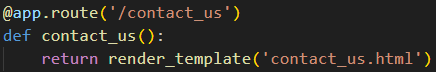 @app.route('/contact_us')
def contact_us():
    return render_template('contact_us.html')